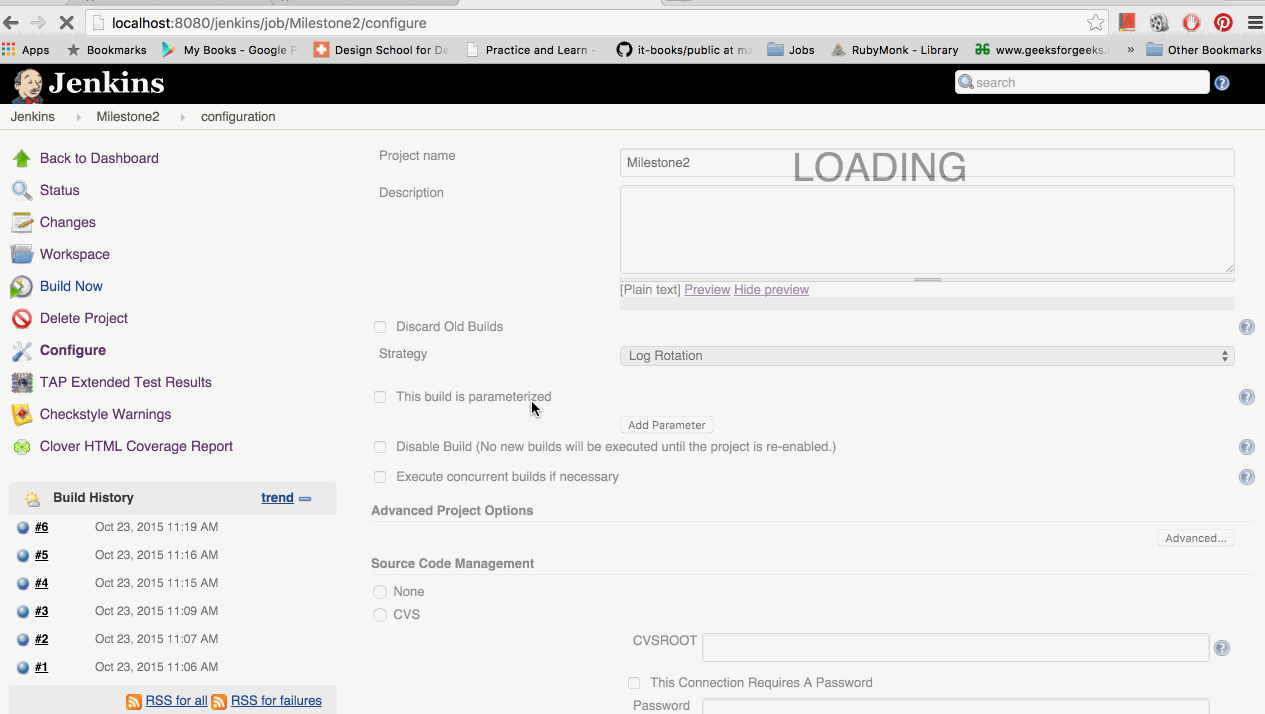 localhost:8080/jenkins/job/Milestone2/configure
Apps Bookmarks My Books - Google Design School for De Practice and Learn - it-books/public at ma Jobs RubyMonk - Library www.geeksforgeeks. » Other Bookmarks
Jenkins search
Jenkins Milestone2 configuration
Back to Dashboard
Status
Changes
Workspace
Build Now
Delete Project
Configure
TAP Extended Test Results
Checkstyle Warnings
Clover HTML Coverage Report
Build History trend
#6 Oct 23, 2015 11:19 AM
#5 Oct 23, 2015 11:16 AM
#4 Oct 23, 2015 11:15 AM
#3 Oct 23, 2015 11:09 AM
#2 Oct 23, 2015 11:07 AM
#1 Oct 23, 2015 11:06 AM
RSS for all RSS for failures
Project name Milestone2
LOADING
Description
[Plain text] Preview Hide preview
Discard Old Builds
Strategy Log Rotation
This build is parameterized
Add Parameter
Disable Build (No new builds will be executed until the project is re-enabled.)
Execute concurrent builds if necessary
Advanced Project Options
Advanced...
Source Code Management
None
CVS
CVSROOT
This Connection Requires A Password
Password